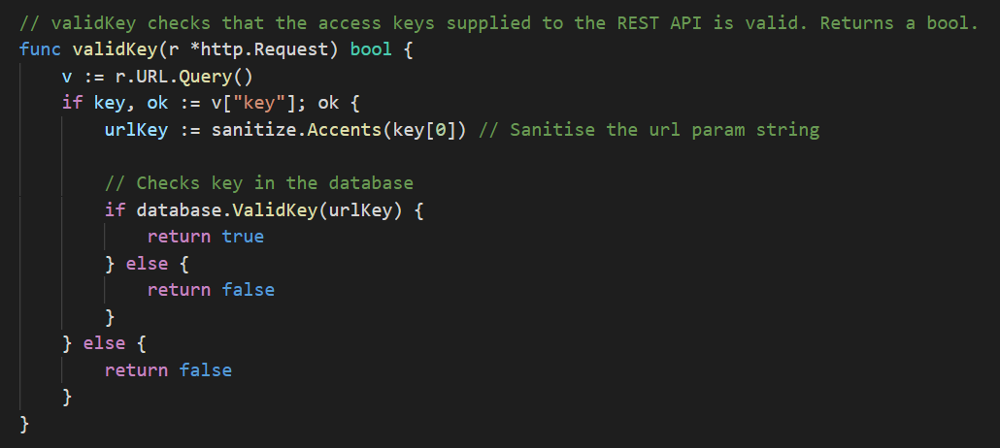 // validKey checks that the access keys supplied to the REST API is valid. Returns a bool.
func validKey(r *http.Request) bool {
    v := r.URL.Query()
    if key, ok := v["key"]; ok {
        urlKey := sanitize.Accents(key[0]) // Sanitise the url param string

        // Checks key in the database
        if database.ValidKey(urlKey) {
            return true
        } else {
            return false
        }
    } else {
        return false
    }
}